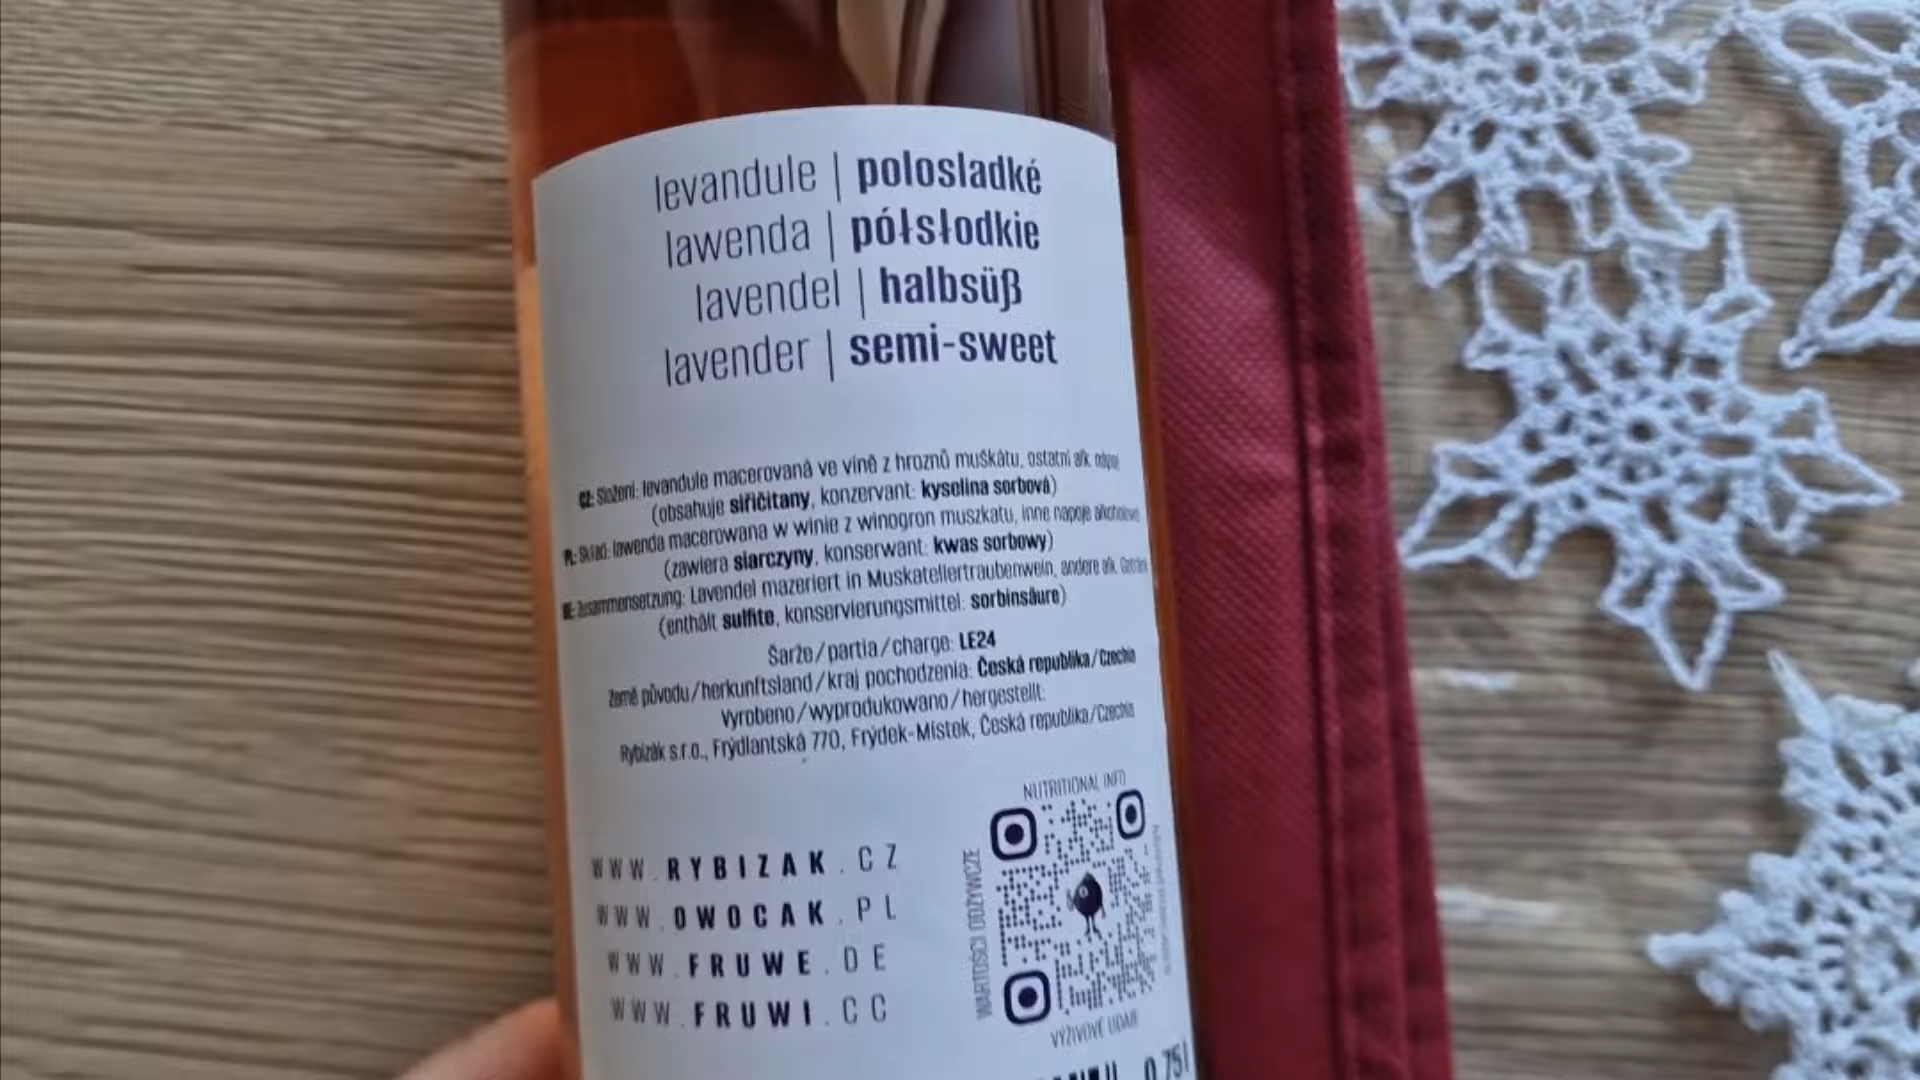 levandule | polosladké
lawenda | półsłodkie
lavendel | halbsüß
lavender | semi-sweet
CZ: Složení: levandule macerovaná ve víně z hroznů muškátu, ostatní alk. nápoj
(obsahuje siřičitany, konzervant: kyselina sorbová)
PL: Skład: lawenda macerowana w winie z winogron muszkatu, inne napoje alkoholowe
(zawiera siarczyny, konserwant: kwas sorbowy)
DE: Zusammensetzung: Lavendel mazeriert in Muskatellertraubenwein, andere alk.
(enthält sulfite, konservierungsmittel: sorbinsäure)
Šarže/partia/charge: LE24
Země původu/herkunftsland/kraj pochodzenia: Česká republika/Czechia
Vyrobeno/wyprodukowano/hergestellt:
Rybizák s.r.o., Frýdlantská 770, Frýdek-Místek, Česká republika/Czechia
NUTRITIONAL INFO
WARTOŚCI ODŻYWCZE
WWW.RYBIZAK.CZ
WWW.OWOCAK.PL
WWW.FRUWE.DE
WWW.FRUWI.CC
VÝŽIVOVÉ ÚDAJE
0,75l